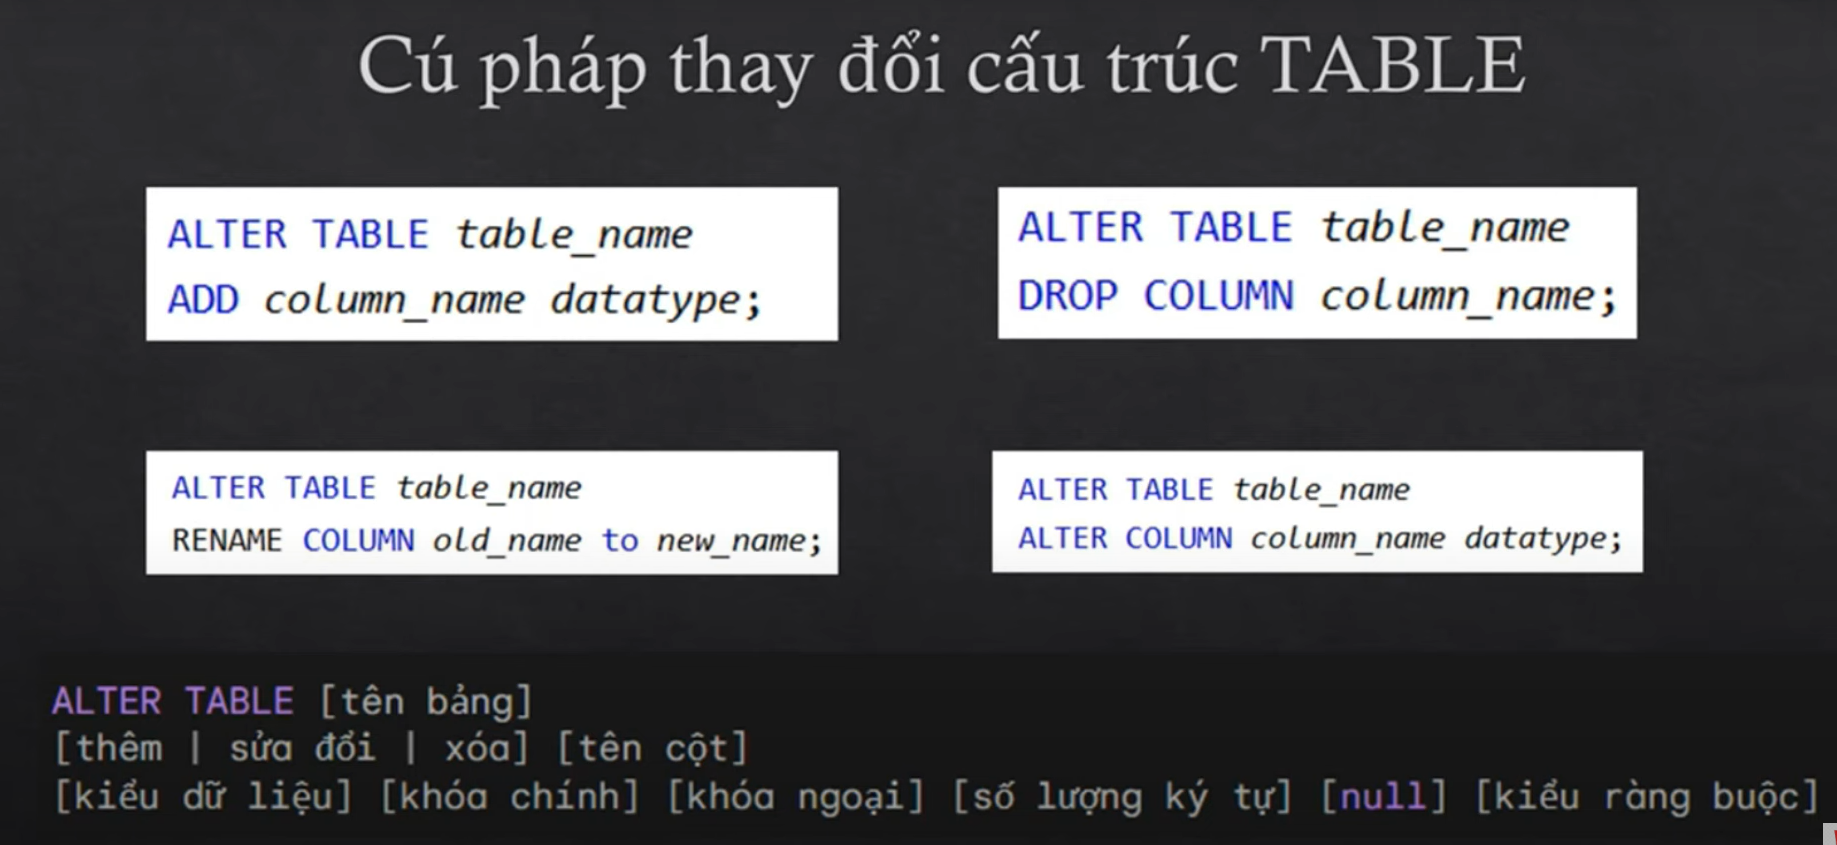 Cú pháp thay đổi cấu trúc TABLE
ALTER TABLE table_name
ADD column_name datatype;
ALTER TABLE table_name
DROP COLUMN column_name;
ALTER TABLE table_name
RENAME COLUMN old_name to new_name;
ALTER TABLE table_name
ALTER COLUMN column_name datatype;
ALTER TABLE [tên bảng]
[thêm | sửa đổi | xóa] [tên cột]
[kiểu dữ liệu] [khóa chính] [khóa ngoại] [số lượng ký tự] [null] [kiểu ràng buộc]